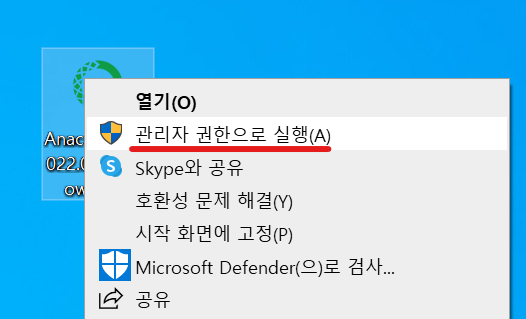 열기(O)
Anac
관리자 권한으로 실행(A)
022.0
Skype와 공유
ow
호환성 문제 해결(Y)
시작 화면에 고정(P)
Microsoft Defender(으)로 검사...
공유